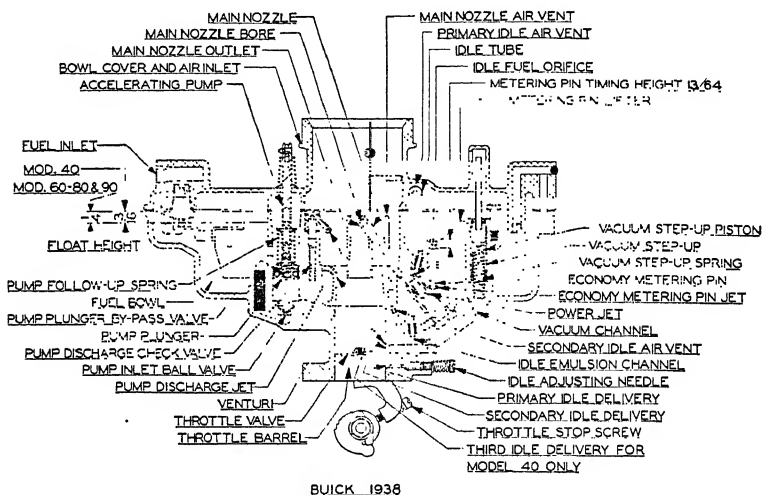 MAIN NOZZLE
MAIN NOZZLE BORE
MAIN NOZZLE OUTLET
BOWL COVER AND AIR INLET
ACCELERATING PUMP
MAIN NOZZLE AIR VENT
PRIMARY IDLE AIR VENT
IDLE TUBE
IDLE FUEL ORIFICE
METERING PIN TIMING HEIGHT 13/64
METERING PIN LIFTER
FUEL INLET
MOD. 40
MOD. 60-80 & 90
FLOAT HEIGHT
PUMP FOLLOW-UP SPRING
FUEL BOWL
PUMP PLUNGER BY-PASS VALVE
PUMP PLUNGER
PUMP DISCHARGE CHECK VALVE
PUMP INLET BALL VALVE
PUMP DISCHARGE JET
VENTURI
THROTTLE VALVE
THROTTLE BARREL
VACUUM STEP-UP PISTON
VACUUM STEP-UP
VACUUM STEP-UP SPRING
ECONOMY METERING PIN
ECONOMY METERING PIN JET
POWER JET
VACUUM CHANNEL
SECONDARY IDLE AIR VENT
IDLE EMULSION CHANNEL
IDLE ADJUSTING NEEDLE
PRIMARY IDLE DELIVERY
SECONDARY IDLE DELIVERY
THROTTLE STOP SCREW
THIRD IDLE DELIVERY FOR
MODEL 40 ONLY
BUICK 1938